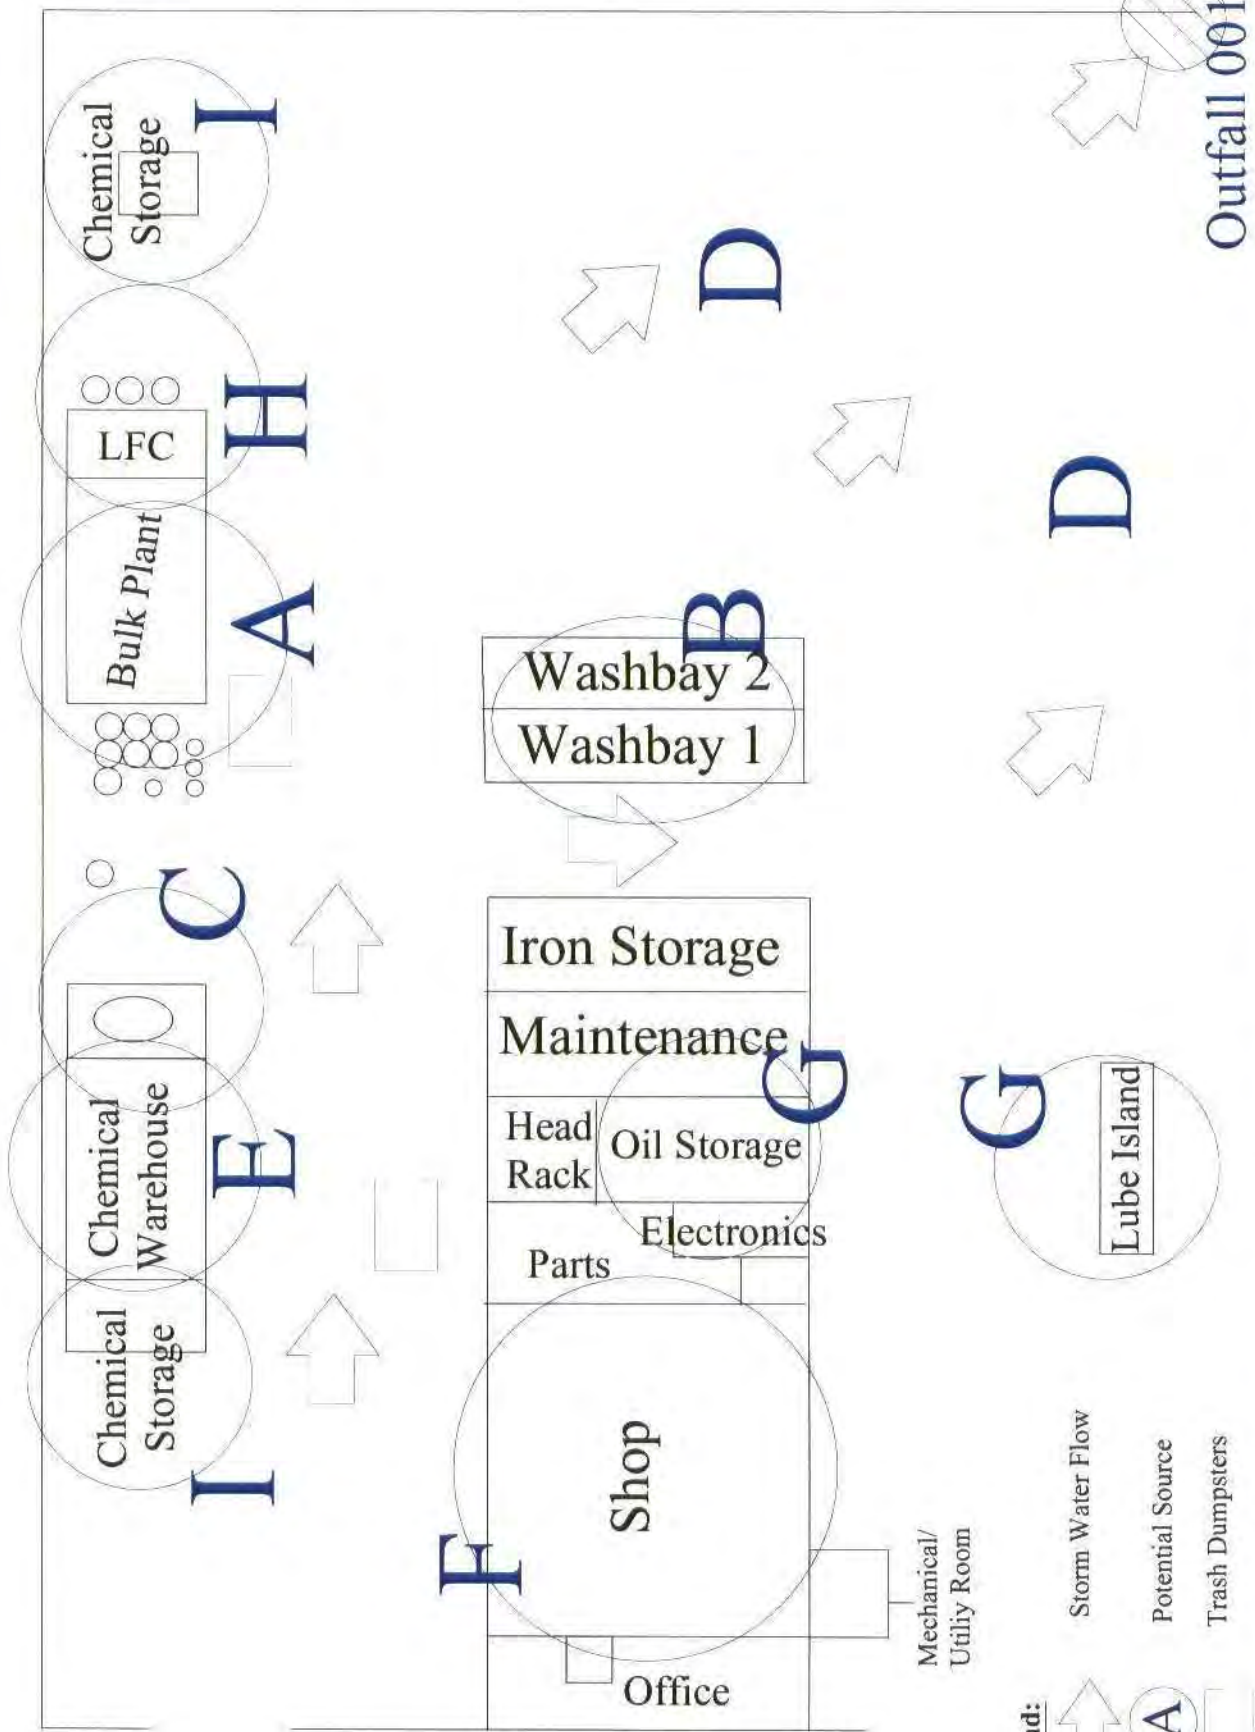 Chemical
Storage
I
H
LFC
Bulk Plant
A
C
Chemical
Warehouse
E
Chemical
Storage
I
D
D
B
Washbay 2
Washbay 1
Iron Storage
Maintenance
Head
Rack
Oil Storage
G
Electronics
Parts
Shop
F
Office
Mechanical/
Utiliy Room
G
Lube Island
Outfall 001
Storm Water Flow
A
Potential Source
Trash Dumpsters